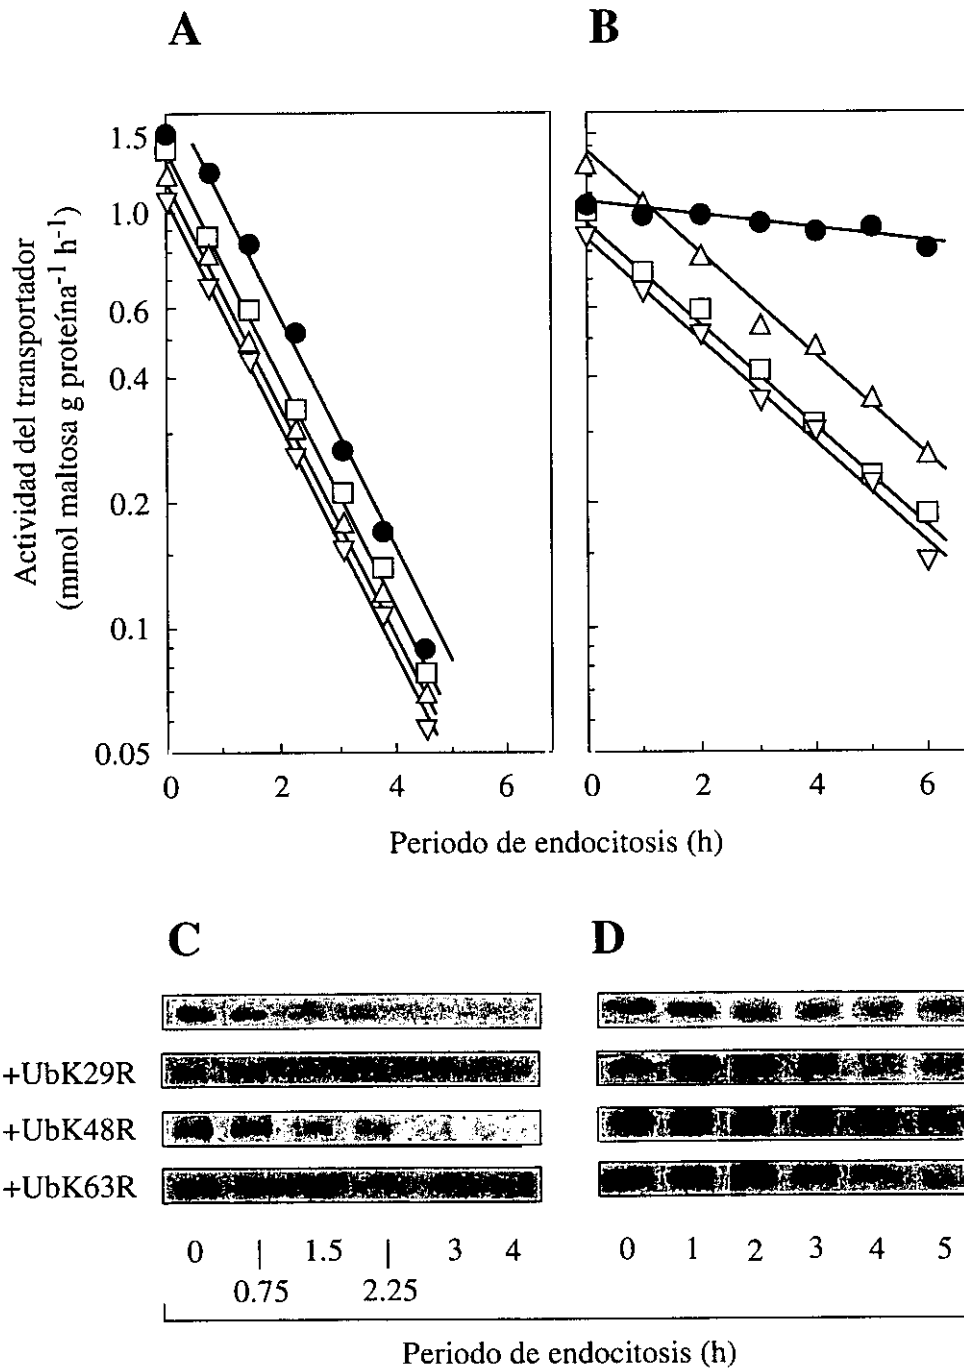 A
B
1.5
1.0
0.6
0.4
0.2
0.1
0.05
Actividad del transportador
(mmol maltosa g proteína⁻¹ h⁻¹)
0 2 4 6
0 2 4 6
Periodo de endocitosis (h)
C
D
+UbK29R
+UbK48R
+UbK63R
0 | 1.5 | 3 4
0.75 2.25
0 1 2 3 4 5
Periodo de endocitosis (h)